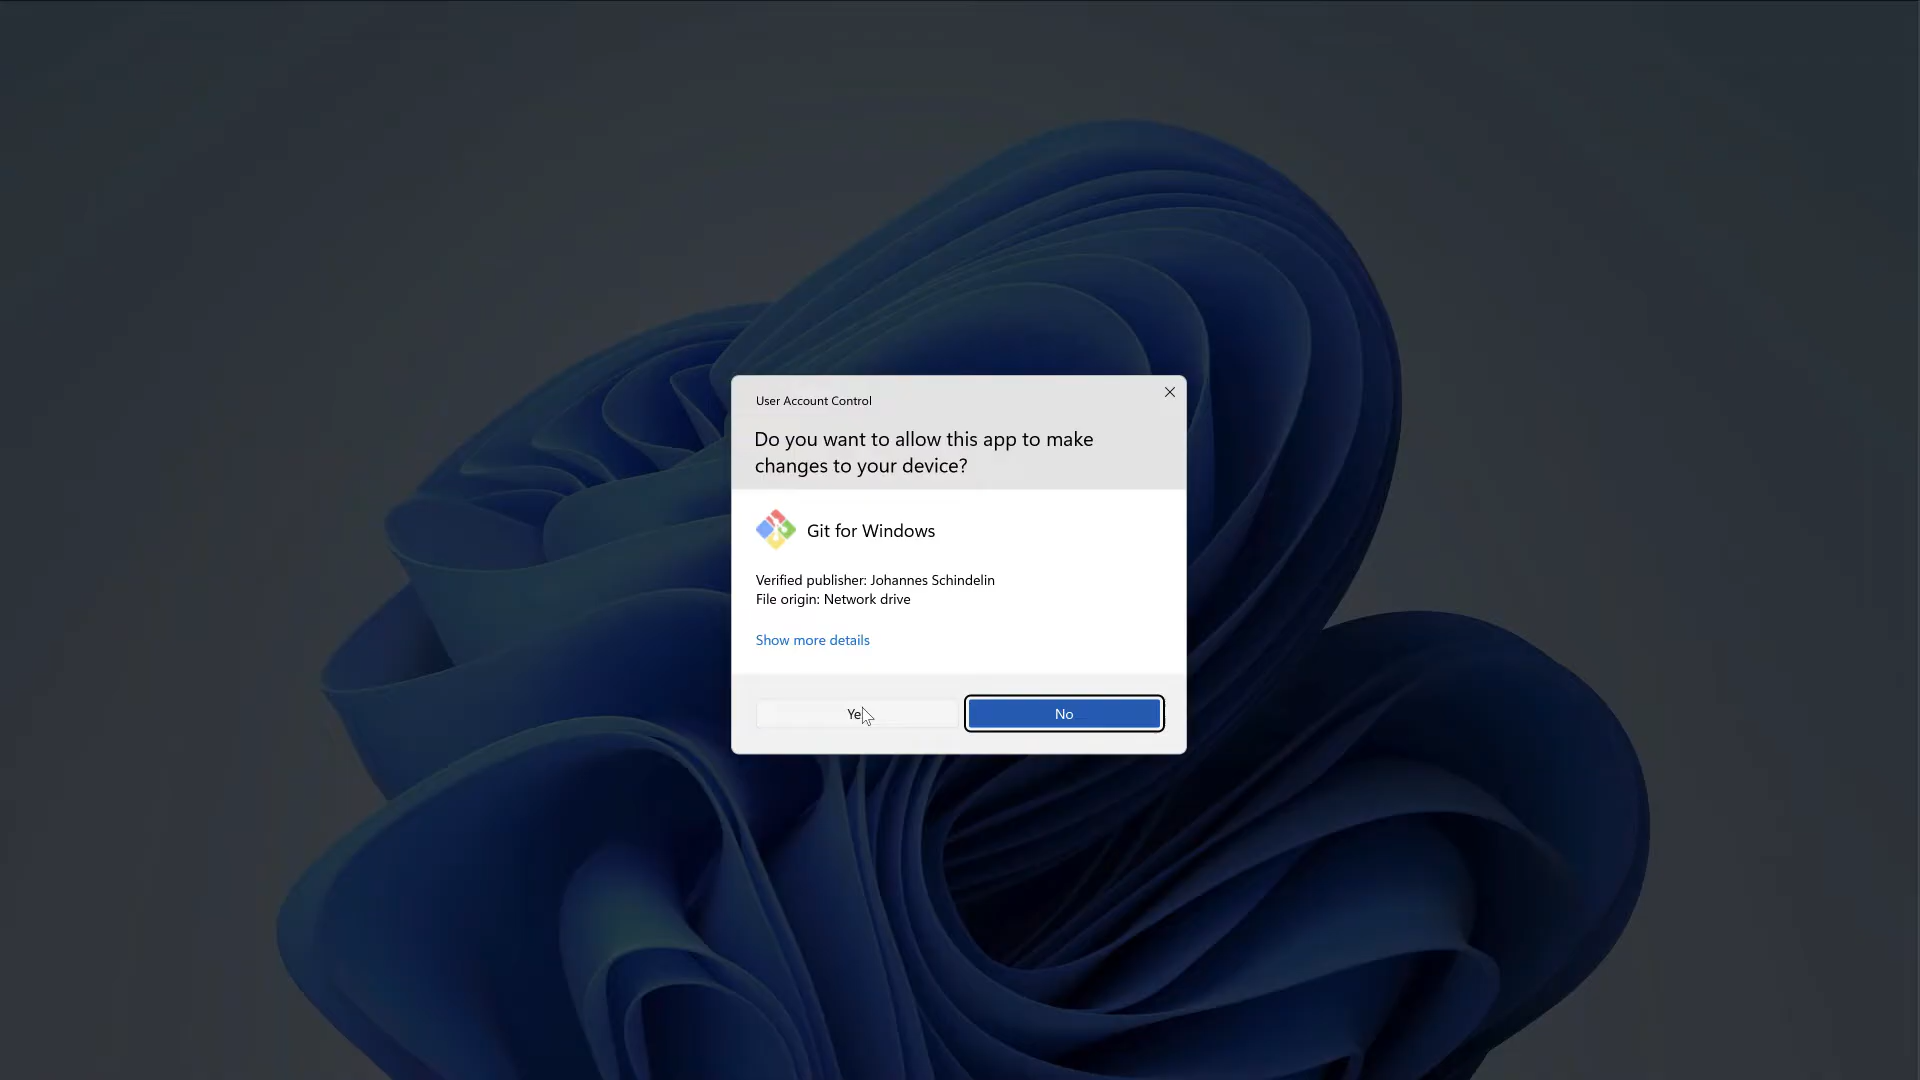 User Account Control
Do you want to allow this app to make
changes to your device?
Git for Windows
Verified publisher: Johannes Schindelin
File origin: Network drive
Show more details
Ye
No